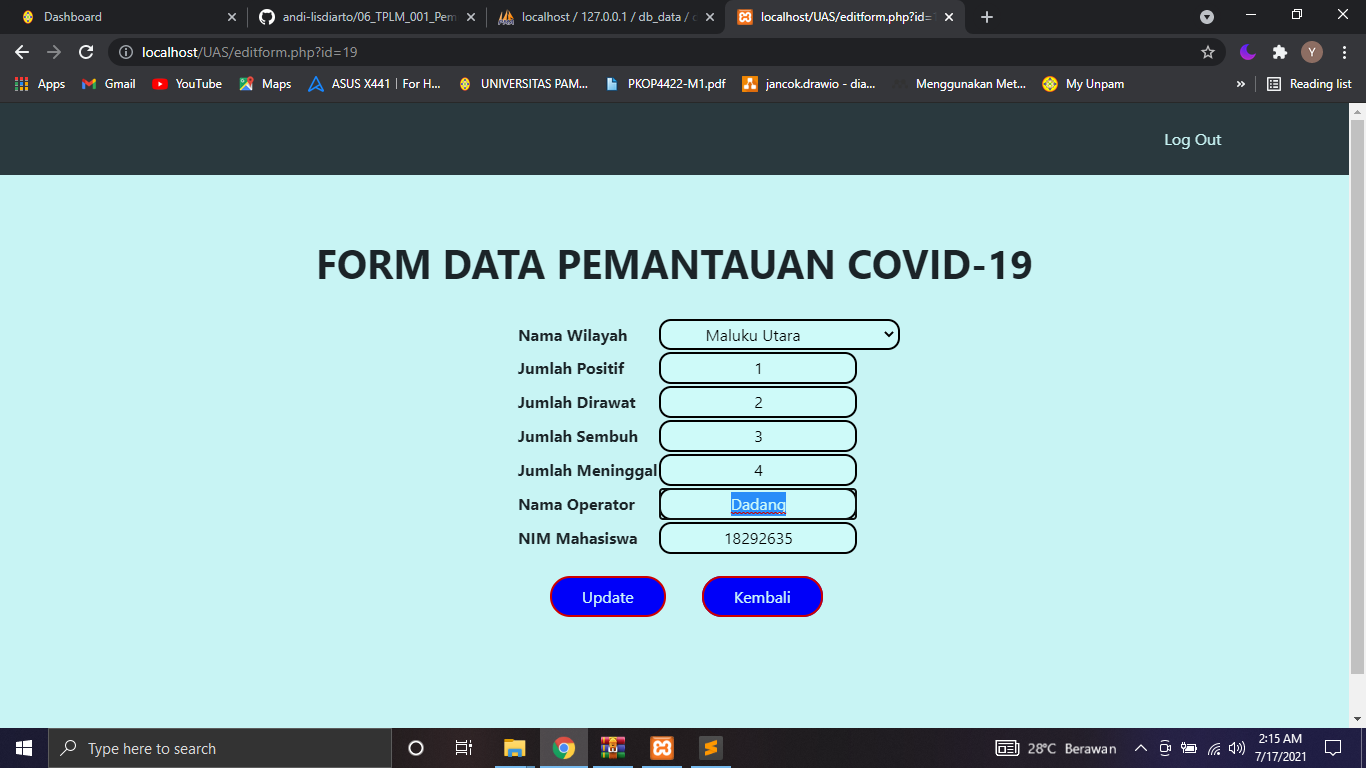 Dashboard
andi-lisdiarto/06_TPLM_001_Pem
localhost / 127.0.0.1 / db_data /
localhost/UAS/editform.php?id=
localhost/UAS/editform.php?id=19
Y
Apps
Gmail
YouTube
Maps
ASUS X441 | For H...
UNIVERSITAS PAM...
PKOP4422-M1.pdf
jancok.drawio - dia...
Menggunakan Met...
My Unpam
»
Reading list
Log Out
FORM DATA PEMANTAUAN COVID-19
Nama Wilayah Maluku Utara
Jumlah Positif 1
Jumlah Dirawat 2
Jumlah Sembuh 3
Jumlah Meninggal 4
Nama Operator Dadang
NIM Mahasiswa 18292635
Update Kembali
Type here to search
28°C Berawan
2:15 AM
7/17/2021